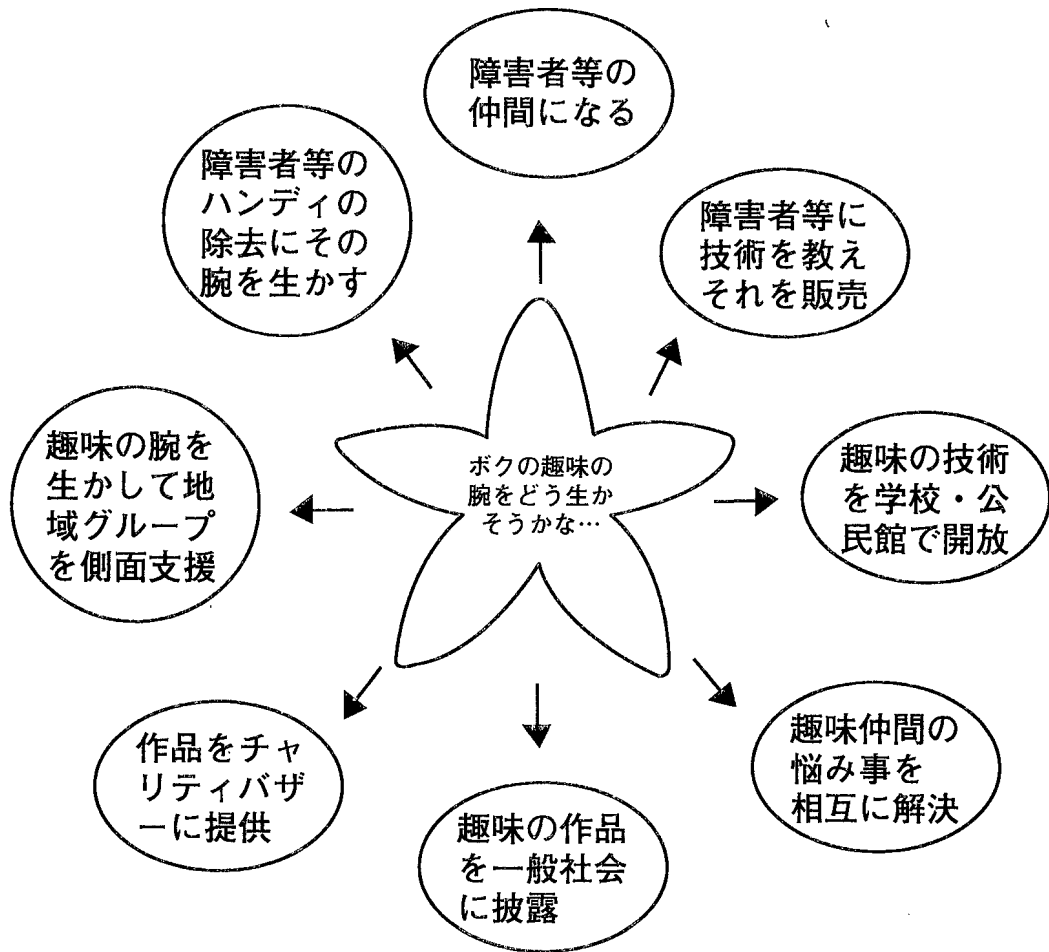 障害者等の
仲間になる
障害者等の
ハンディの
除去にその
腕を生かす
障害者等に
技術を教え
それを販売
趣味の腕を
生かして地
域グループ
を側面支援
ボクの趣味の
腕をどう生か
そうかな…
趣味の技術
を学校・公
民館で開放
作品をチャ
リティバザ
ーに提供
趣味の作品
を一般社会
に披露
趣味仲間の
悩み事を
相互に解決